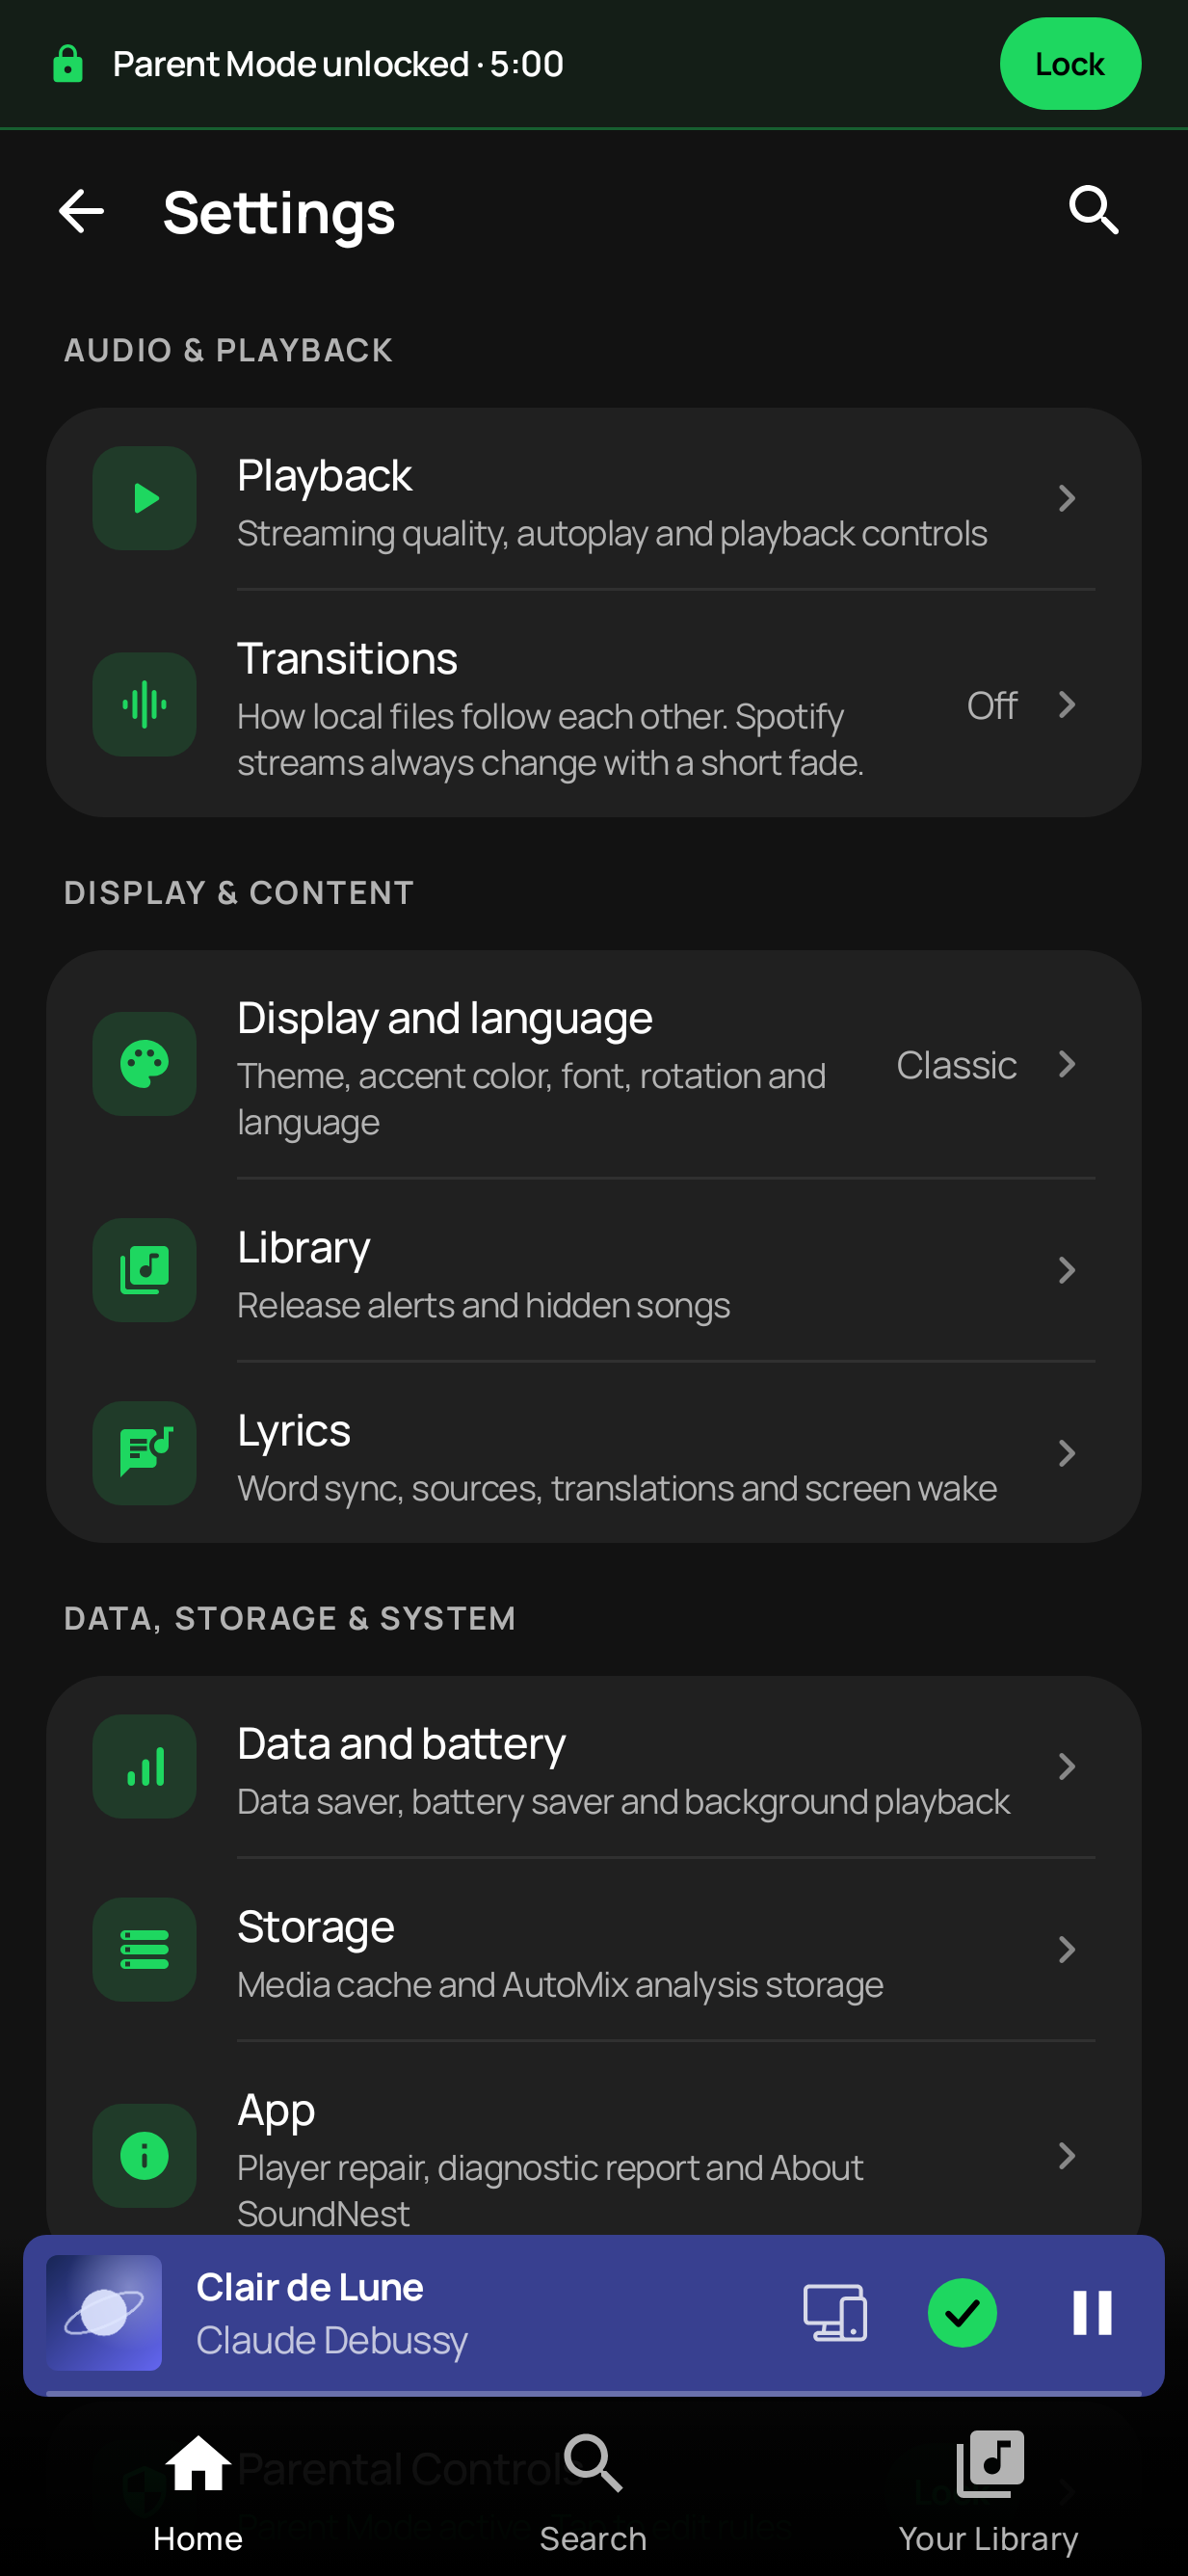 Parent Mode unlocked · 5:00
Lock
Settings
AUDIO & PLAYBACK
Playback
Streaming quality, autoplay and playback controls
Transitions
How local files follow each other. Spotify
streams always change with a short fade.
Off
DISPLAY & CONTENT
Display and language
Theme, accent color, font, rotation and
language
Classic
Library
Release alerts and hidden songs
Lyrics
Word sync, sources, translations and screen wake
DATA, STORAGE & SYSTEM
Data and battery
Data saver, battery saver and background playback
Storage
Media cache and AutoMix analysis storage
App
Player repair, diagnostic report and About
SoundNest
Clair de Lune
Claude Debussy
Parental Controls
Parent Mode active
edit rules
Home
Search
Your Library